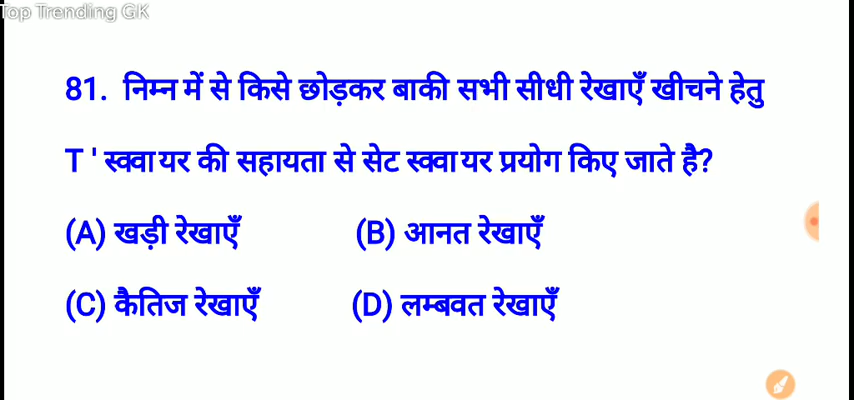 Top Trending GK
81. निम्न में से किसे छोड़कर बाकी सभी सीधी रेखाएँ खीचने हेतु
T ' स्क्वायर की सहायता से सेट स्क्वायर प्रयोग किए जाते है?
(A) खड़ी रेखाएँ (B) आनत रेखाएँ
(C) कैतिज रेखाएँ (D) लम्बवत रेखाएँ